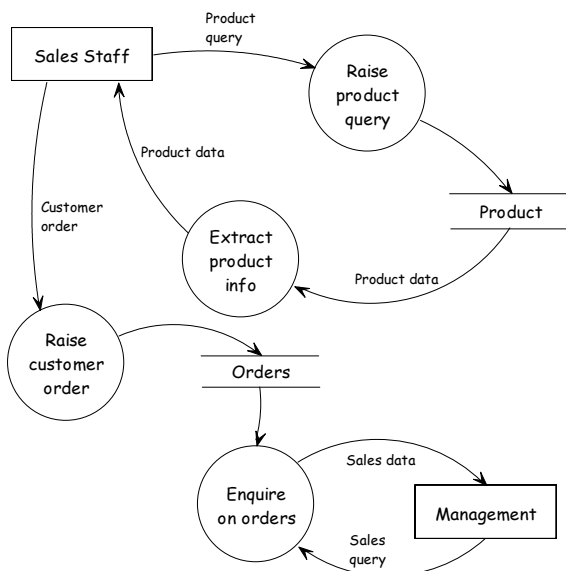 Product
query
Sales Staff
Raise
product
query
Product data
Customer
order
Product
Extract
product
info
Product data
Raise
customer
order
Orders
Sales data
Enquire
on orders
Management
Sales
query